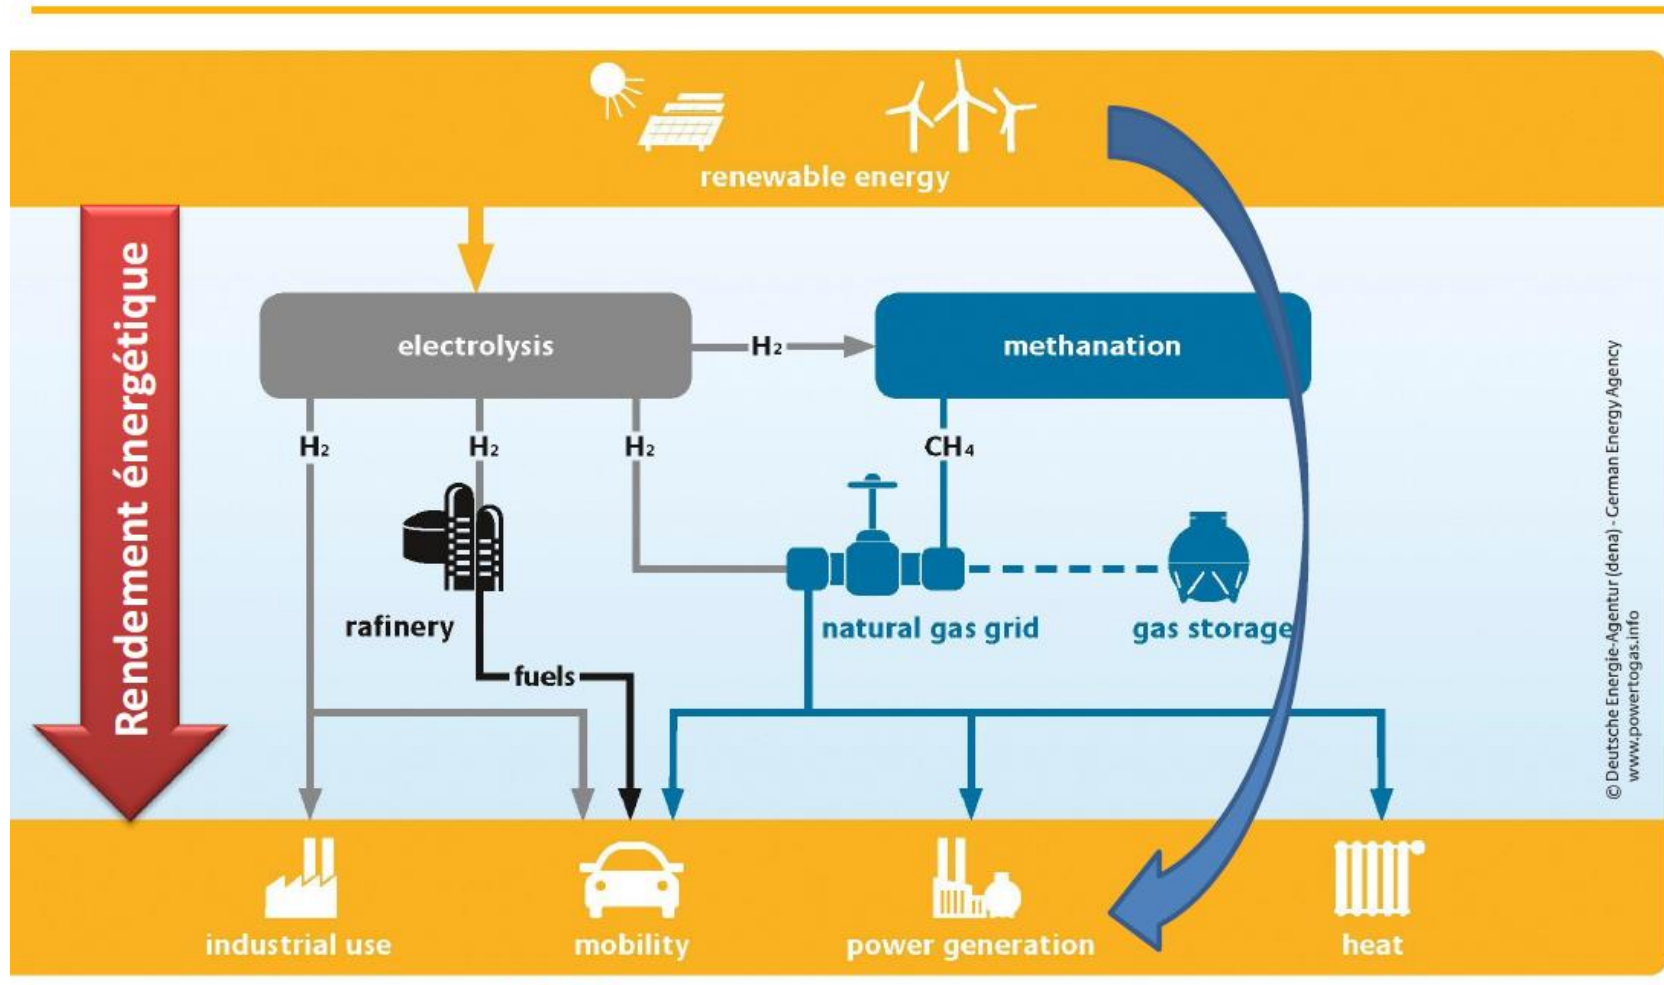 renewable energy
Rendement énergétique
electrolysis
H₂
methanation
H₂
H₂
H₂
CH₄
rafinery
natural gas grid
gas storage
fuels
industrial use
mobility
power generation
heat
© Deutsche Energie-Agentur (dena) - German Energy Agency
www.powertogas.info